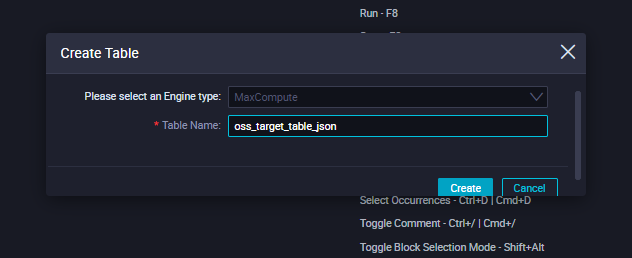 Run - F8
Create Table
Please select an Engine type: MaxCompute
* Table Name: oss_target_table_json
Create Cancel
Select Occurrences - Ctrl+D | Cmd+D
Toggle Comment - Ctrl+/ | Cmd+/
Toggle Block Selection Mode - Shift+Alt